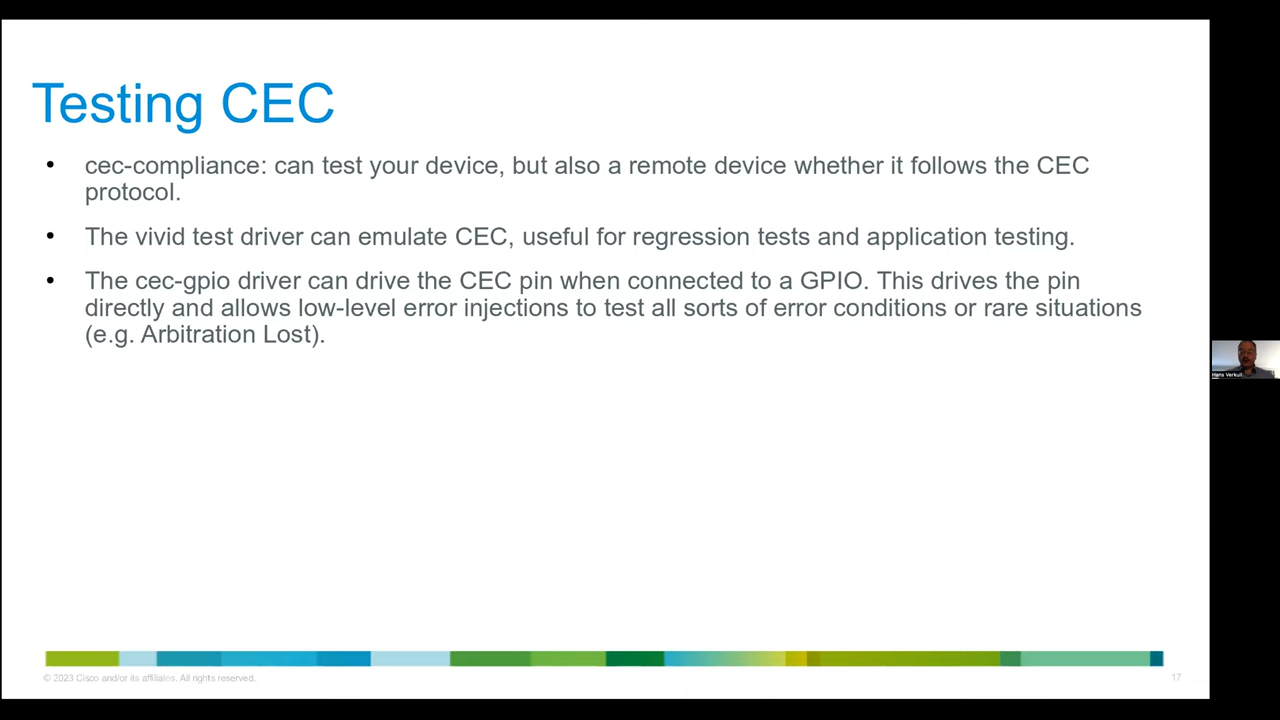 Testing CEC
• cec-compliance: can test your device, but also a remote device whether it follows the CEC
protocol.
• The vivid test driver can emulate CEC, useful for regression tests and application testing.
• The cec-gpio driver can drive the CEC pin when connected to a GPIO. This drives the pin
directly and allows low-level error injections to test all sorts of error conditions or rare situations
(e.g. Arbitration Lost).
Hans Verkuil
© 2023 Cisco and/or its affiliates. All rights reserved.
17